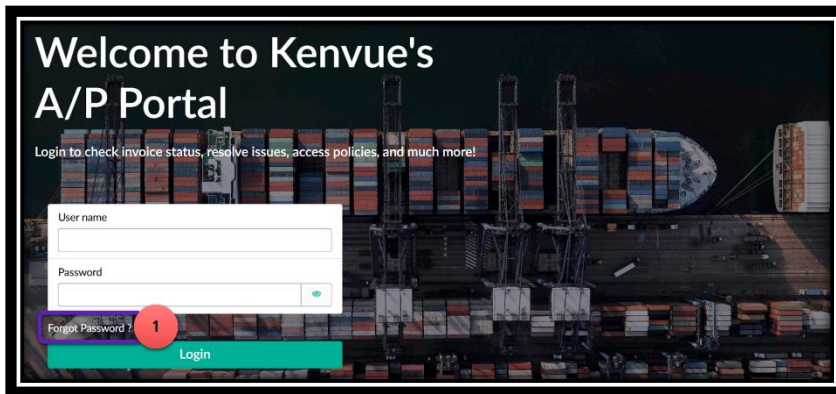 Welcome to Kenvue's
A/P Portal
Login to check invoice status, resolve issues, access policies, and much more!
User name
Password
Forgot Password ?
1
Login